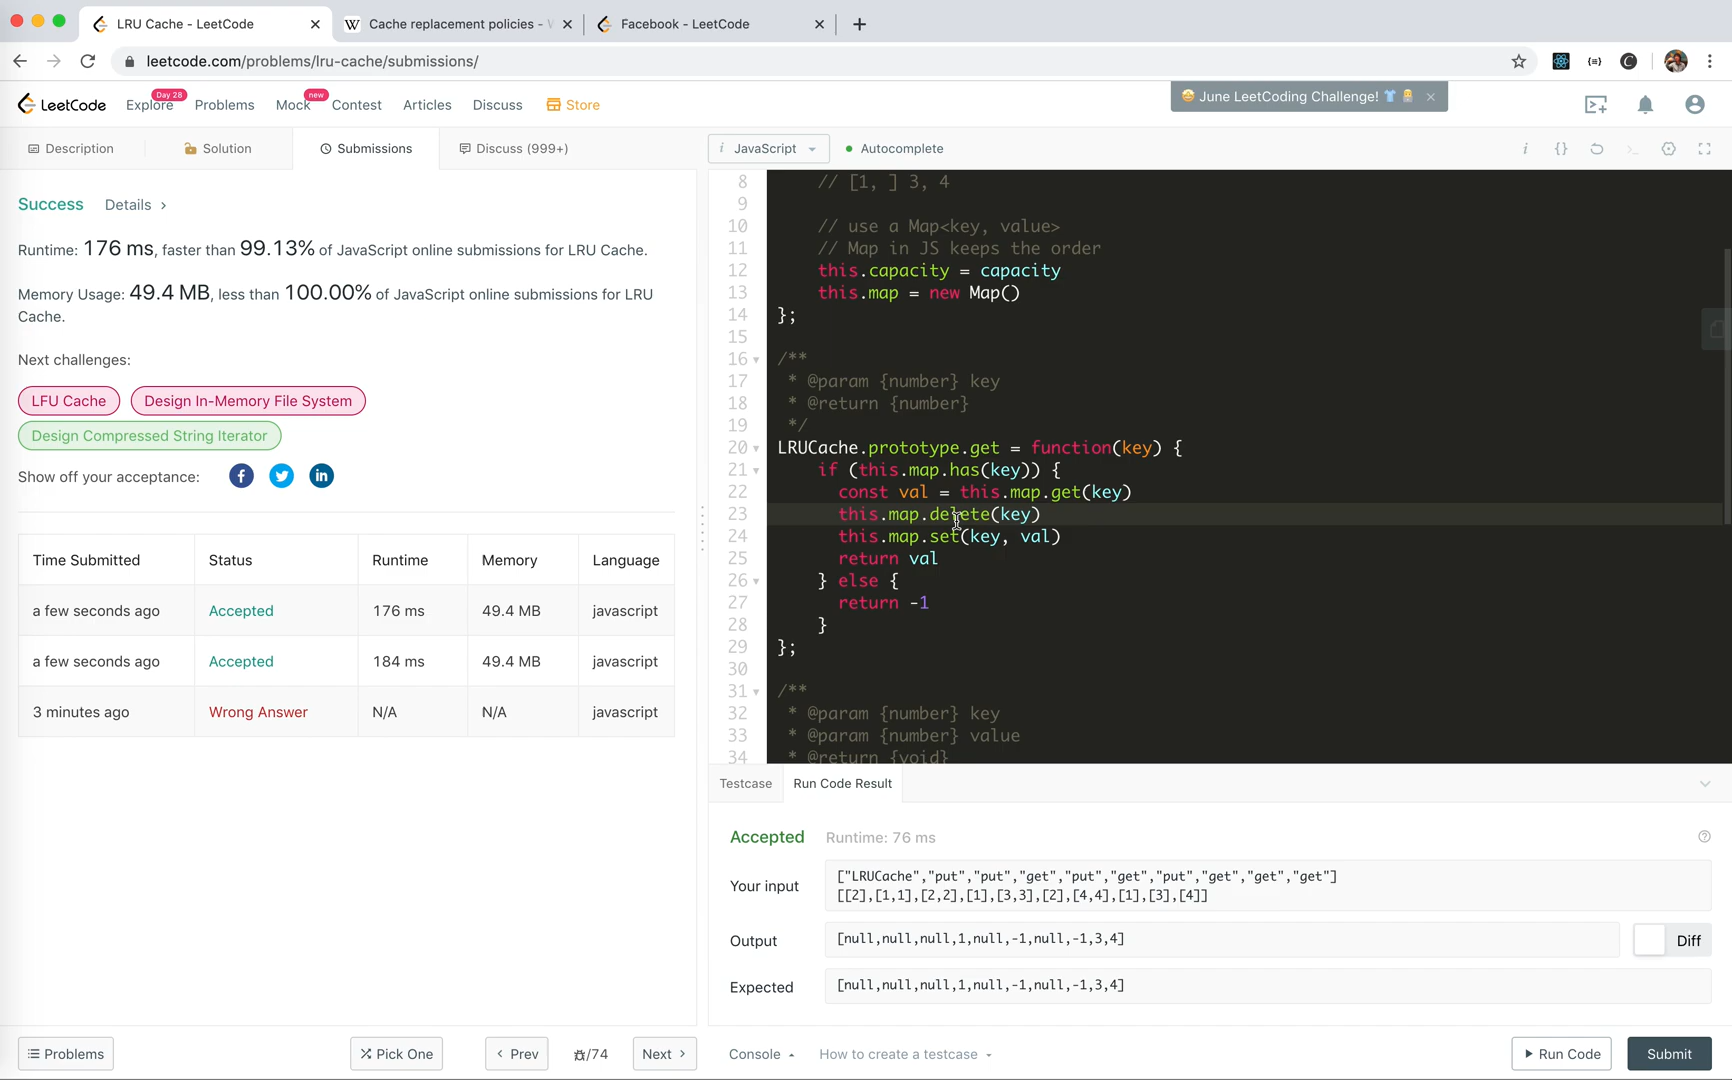 LRU Cache - LeetCode
Cache replacement policies -
Facebook - LeetCode
leetcode.com/problems/lru-cache/submissions/
LeetCode
Explore
Day 28
Problems
Mock
new
Contest
Articles
Discuss
Store
June LeetCoding Challenge!
Description
Solution
Submissions
Discuss (999+)
i JavaScript
Autocomplete
Success Details >
Runtime: 176 ms, faster than 99.13% of JavaScript online submissions for LRU Cache.
Memory Usage: 49.4 MB, less than 100.00% of JavaScript online submissions for LRU
Cache.
Next challenges:
LFU Cache
Design In-Memory File System
Design Compressed String Iterator
Show off your acceptance:
Time Submitted Status Runtime Memory Language
a few seconds ago Accepted 176 ms 49.4 MB javascript
a few seconds ago Accepted 184 ms 49.4 MB javascript
3 minutes ago Wrong Answer N/A N/A javascript
8 // [1, ] 3, 4
9
10 // use a Map<key, value>
11 // Map in JS keeps the order
12 this.capacity = capacity
13 this.map = new Map()
14 };
15
16 /**
17 * @param {number} key
18 * @return {number}
19 */
20 LRUCache.prototype.get = function(key) {
21 if (this.map.has(key)) {
22 const val = this.map.get(key)
23 this.map.delete(key)
24 this.map.set(key, val)
25 return val
26 } else {
27 return -1
28 }
29 };
30
31 /**
32 * @param {number} key
33 * @param {number} value
34 * @return {void}
Testcase
Run Code Result
Accepted Runtime: 76 ms
Your input
["LRUCache","put","put","get","put","get","put","get","get","get"]
[[2],[1,1],[2,2],[1],[3,3],[2],[4,4],[1],[3],[4]]
Output
[null,null,null,1,null,-1,null,-1,3,4]
Diff
Expected
[null,null,null,1,null,-1,null,-1,3,4]
Problems
Pick One
< Prev
/74
Next >
Console
How to create a testcase
Run Code
Submit